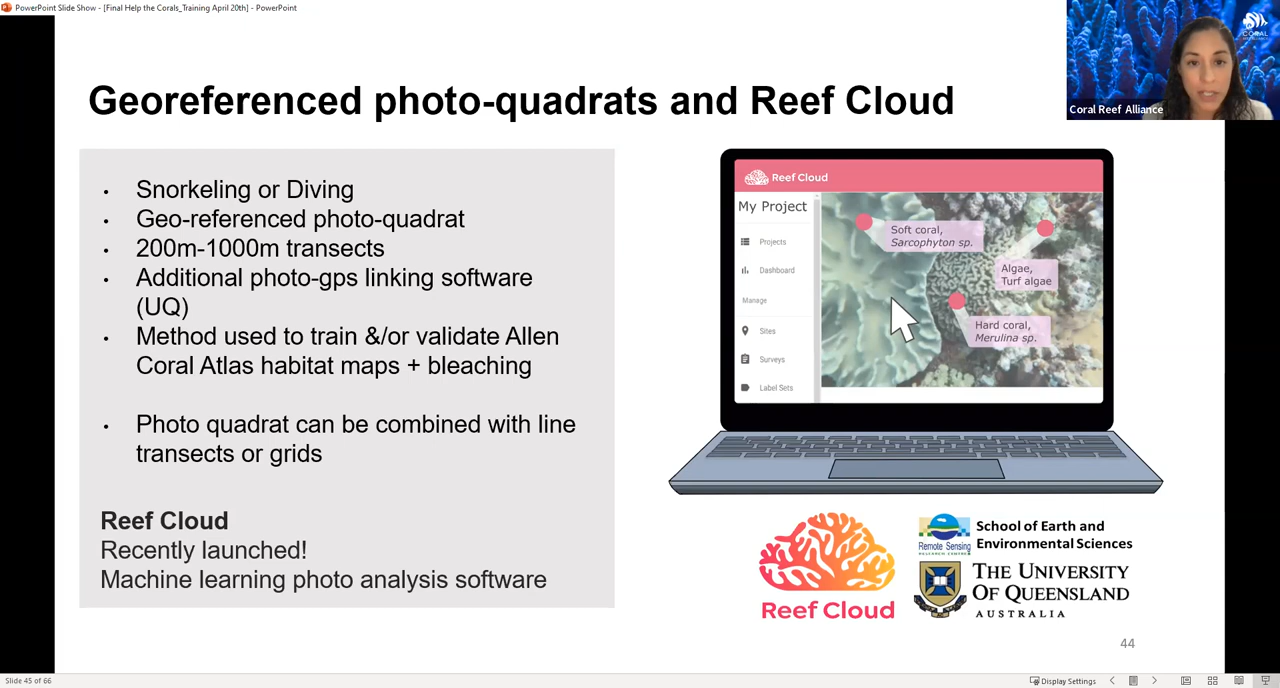 PowerPoint Slide Show - [Final Help the Corals_Training April 20th] - PowerPoint
CORAL
Coral Reef Alliance
Georeferenced photo-quadrats and Reef Cloud
• Snorkeling or Diving
• Geo-referenced photo-quadrat
• 200m-1000m transects
• Additional photo-gps linking software
(UQ)
• Method used to train &/or validate Allen
Coral Atlas habitat maps + bleaching
• Photo quadrat can be combined with line
transects or grids
Reef Cloud
Recently launched!
Machine learning photo analysis software
Reef Cloud
My Project
Projects
Dashboard
Manage
Sites
Surveys
Label Sets
Soft coral,
Sarcophyton sp.
Algae,
Turf algae
Hard coral,
Merulina sp.
Reef Cloud
Remote Sensing
RESEARCH CENTRE
School of Earth and
Environmental Sciences
THE UNIVERSITY
OF QUEENSLAND
AUSTRALIA
44
Slide 45 of 66
Display Settings